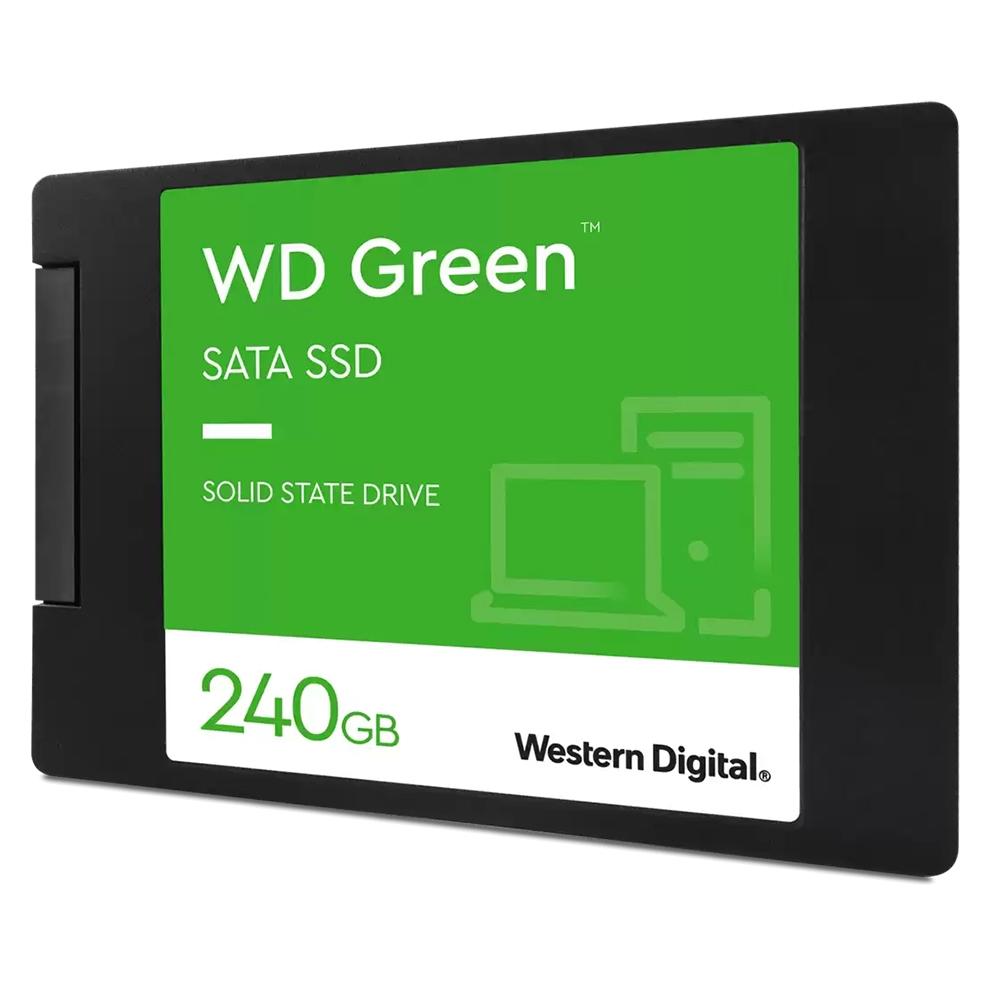 WD Green™
SATA SSD
SOLID STATE DRIVE
240GB
Western Digital®